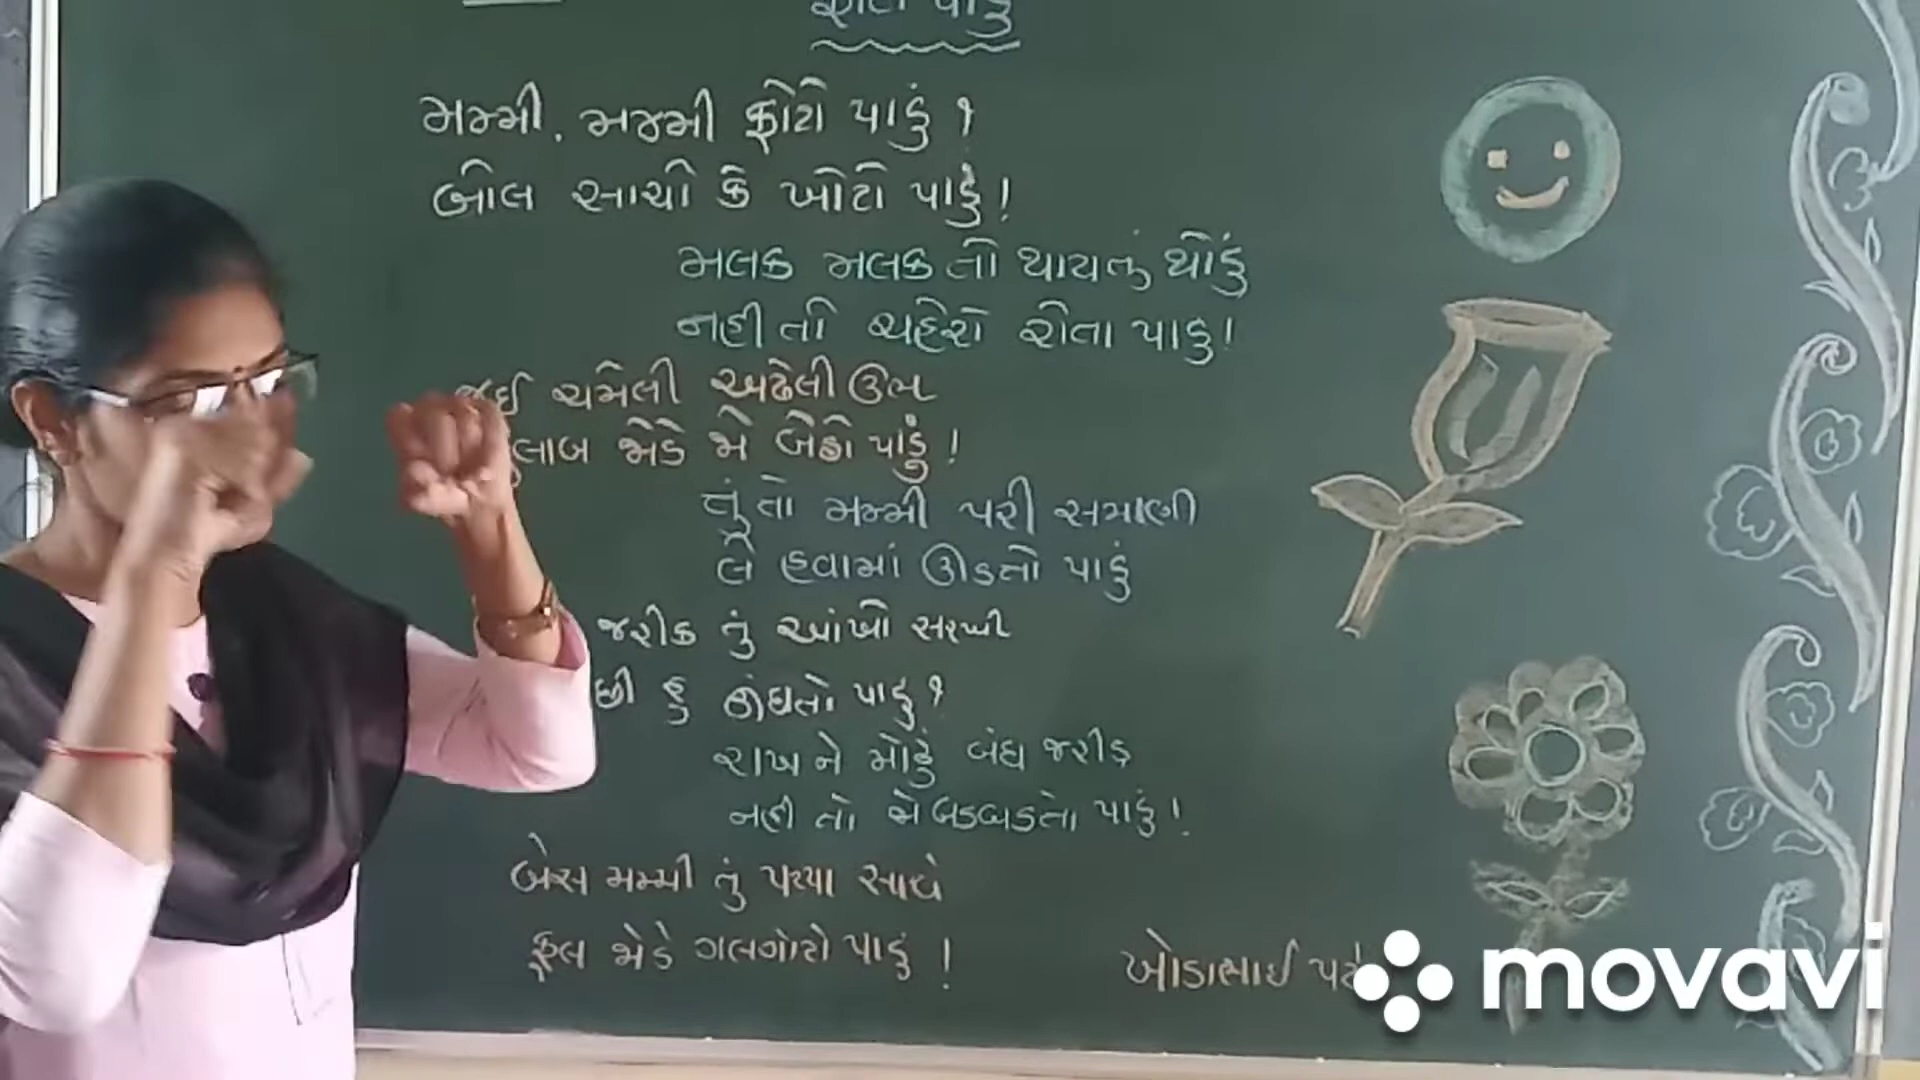 ફોટો પાડું
મમ્મી, મમ્મી ફોટો પાડું ?
બોલ સાચો કે ખોટો પાડું !
મલક મલક તો થાય તું થોડું
નહી તો ચહેરો રોતા પાડુ !
જૂઈ ચમેલી અઢેલી ઊભ
લાબ જોડે મે બેઠો પાડું !
તું તો મમ્મી પરી સમાણી
લે હવામાં ઊડતો પાડું
જરીક તું આંખો સરખી
છી હુ ઊંઘતો પાડું ?
રાખ ને મોઢું બંધ જરીક
નહી તો મે બડબડતો પાડું !
બેસ મમ્મી તું પપ્પા સાથે
ફૂલ જોડે ગલગોટો પાડું !
ખોડાભાઈ
movavi